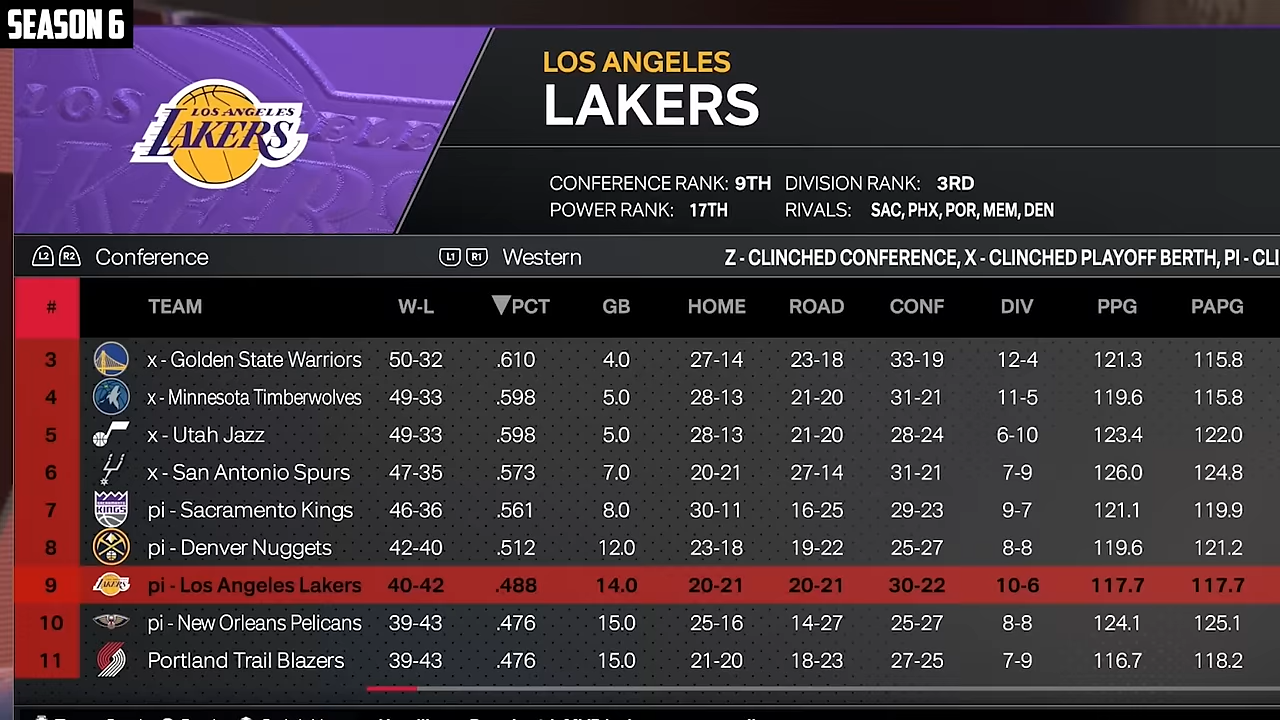 SEASON 6
LOS ANGELES
LAKERS
LOS ANGELES
LAKERS
CONFERENCE RANK: 9TH DIVISION RANK: 3RD
POWER RANK: 17TH RIVALS: SAC, PHX, POR, MEM, DEN
L2 R2 Conference L1 R1 Western Z - CLINCHED CONFERENCE, X - CLINCHED PLAYOFF BERTH, PI - CLI
# TEAM W-L ▼PCT GB HOME ROAD CONF DIV PPG PAPG
3 x - Golden State Warriors 50-32 .610 4.0 27-14 23-18 33-19 12-4 121.3 115.8
4 x - Minnesota Timberwolves 49-33 .598 5.0 28-13 21-20 31-21 11-5 119.6 115.8
5 x - Utah Jazz 49-33 .598 5.0 28-13 21-20 28-24 6-10 123.4 122.0
6 x - San Antonio Spurs 47-35 .573 7.0 20-21 27-14 31-21 7-9 126.0 124.8
7 pi - Sacramento Kings 46-36 .561 8.0 30-11 16-25 29-23 9-7 121.1 119.9
8 pi - Denver Nuggets 42-40 .512 12.0 23-18 19-22 25-27 8-8 119.6 121.2
9 pi - Los Angeles Lakers 40-42 .488 14.0 20-21 20-21 30-22 10-6 117.7 117.7
10 pi - New Orleans Pelicans 39-43 .476 15.0 25-16 14-27 25-27 8-8 124.1 125.1
11 Portland Trail Blazers 39-43 .476 15.0 21-20 18-23 27-25 7-9 116.7 118.2